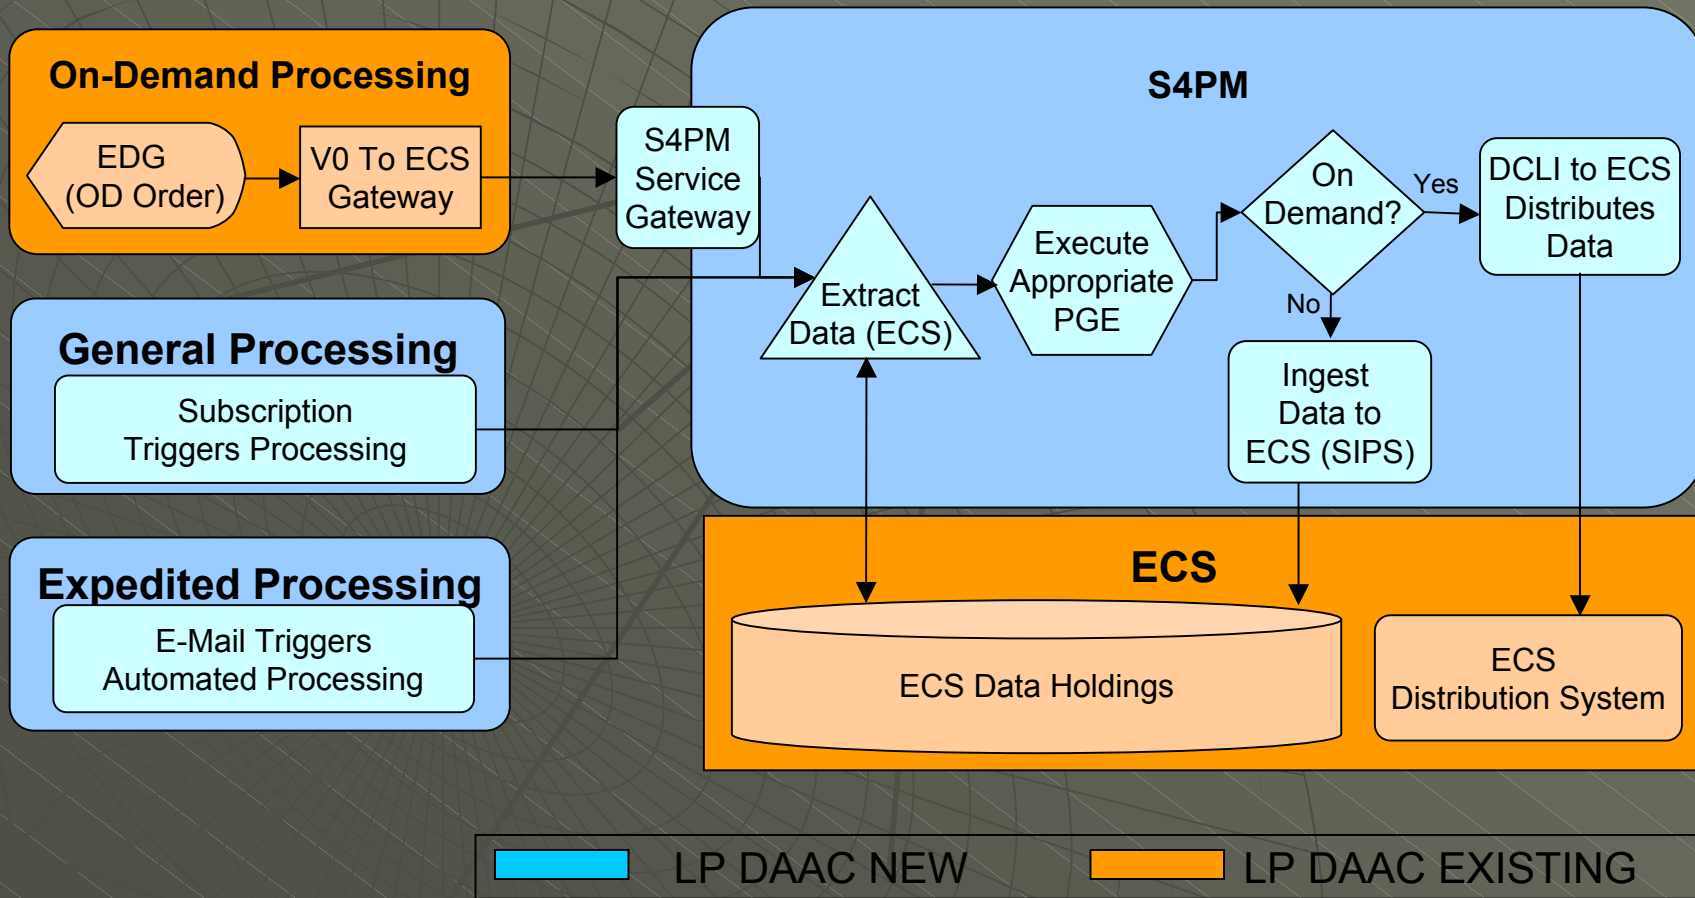 On-Demand Processing
EDG
(OD Order)
V0 To ECS
Gateway
S4PM
Service
Gateway
S4PM
Extract
Data (ECS)
Execute
Appropriate
PGE
On
Demand?
Yes
No
DCLI to ECS
Distributes
Data
Ingest
Data to
ECS (SIPS)
General Processing
Subscription
Triggers Processing
Expedited Processing
E-Mail Triggers
Automated Processing
ECS
ECS Data Holdings
ECS
Distribution System
LP DAAC NEW
LP DAAC EXISTING